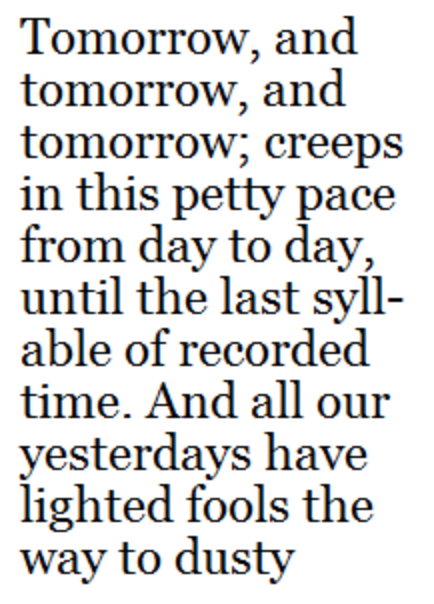 Tomorrow, and
tomorrow, and
tomorrow; creeps
in this petty pace
from day to day,
until the last syll-
able of recorded
time. And all our
yesterdays have
lighted fools the
way to dusty